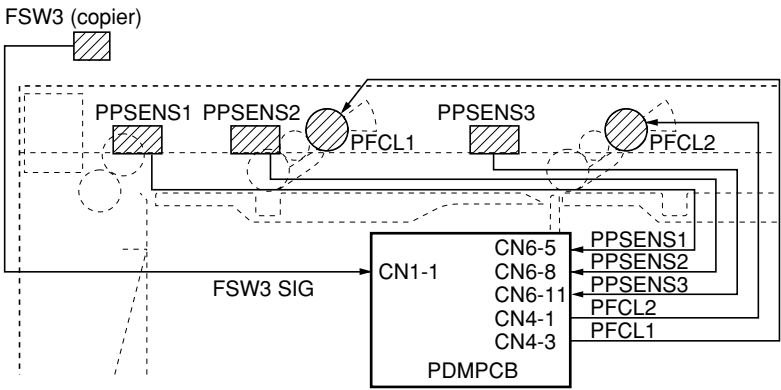 FSW3 (copier)
PPSENS1
PPSENS2
PFCL1
PPSENS3
PFCL2
FSW3 SIG
CN1-1
CN6-5
CN6-8
CN6-11
CN4-1
CN4-3
PDMPCB
PPSENS1
PPSENS2
PPSENS3
PFCL2
PFCL1